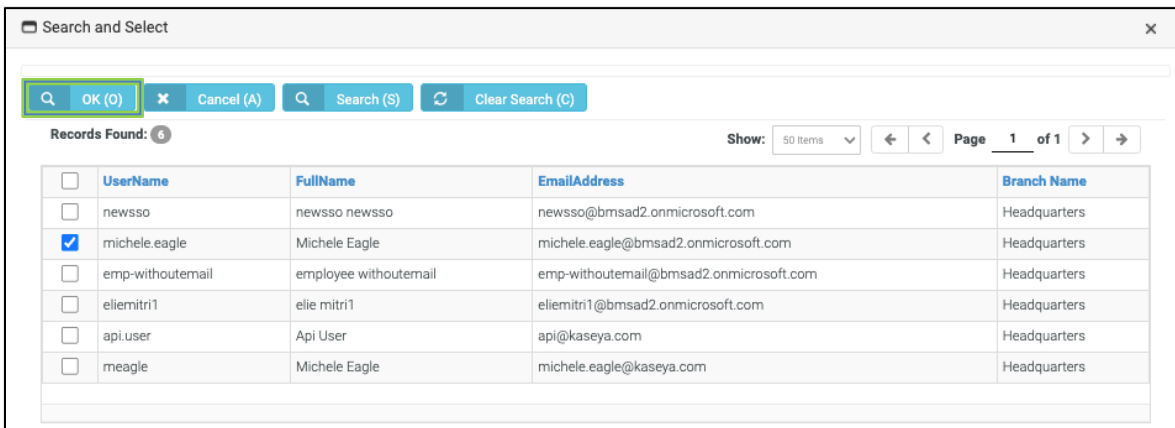 Search and Select
OK (O) Cancel (A) Search (S) Clear Search (C)
Records Found: 6 Show: 50 Items Page 1 of 1
UserName FullName EmailAddress Branch Name
newsso newsso newsso newsso@bmsad2.onmicrosoft.com Headquarters
michele.eagle Michele Eagle michele.eagle@bmsad2.onmicrosoft.com Headquarters
emp-withoutemail employee withoutemail emp-withoutemail@bmsad2.onmicrosoft.com Headquarters
eliemitri1 elie mitri1 eliemitri1@bmsad2.onmicrosoft.com Headquarters
api.user Api User api@kaseya.com Headquarters
meagle Michele Eagle michele.eagle@kaseya.com Headquarters